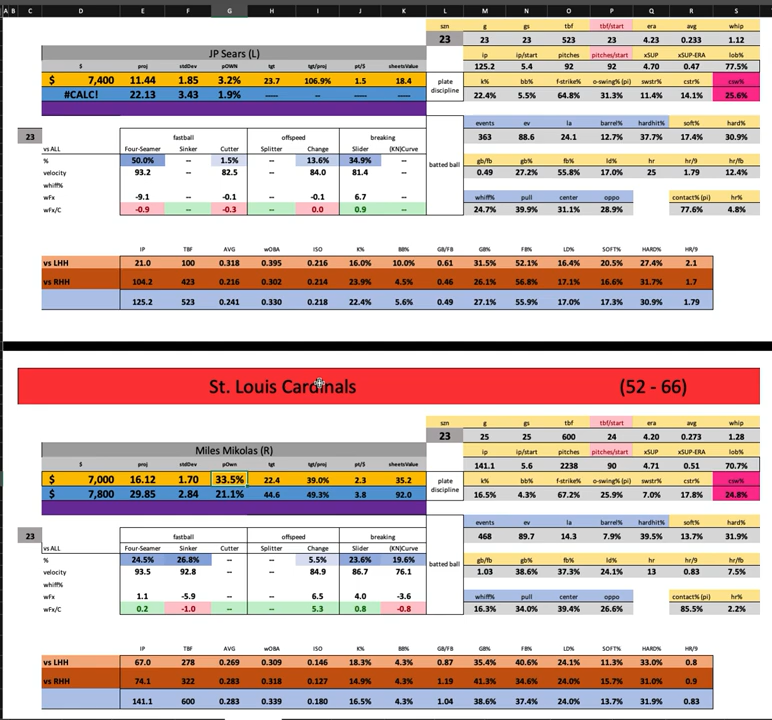 A B C D E F G H I J K L M N O P Q R S
szn g gs tbf tbf/start era avg whip
23 23 23 523 23 4.23 0.233 1.12
JP Sears (L) ip ip/start pitches pitches/start xSUP xSUP-ERA lob%
125.2 5.4 92 92 4.70 0.47 77.5%
$ proj stdDev pOWN tgt tgt/proj pt/$ sheetsValue
$ 7,400 11.44 1.85 3.2% 23.7 106.9% 1.5 18.4
plate discipline k% bb% f-strike% o-swing% (pi) swstr% cstr% csw%
#CALC! 22.13 3.43 1.9% ---- ---- -- ----
22.4% 5.5% 64.8% 31.3% 11.4% 14.1% 25.6%
events ev la barrel% hardhit% soft% hard%
23 fastball offspeed breaking 363 88.6 24.1 12.7% 37.7% 17.4% 30.9%
vs ALL Four-Seamer Sinker Cutter Splitter Change Slider (KN)Curve
% 50.0% -- 1.5% -- 13.6% 34.9% -- batted ball gb/fb gb% fb% ld% hr hr/9 hr/fb
velocity 93.2 -- 82.5 -- 84.0 81.4 -- 0.49 27.2% 55.8% 17.0% 25 1.79 12.4%
whiff%
wFx -9.1 -- -0.1 -- -0.1 6.7 -- whiff% pull center oppo contact% (pi) hr%
wFx/C -0.9 -- -0.3 -- 0.0 0.9 -- 24.7% 39.9% 31.1% 28.9% 77.6% 4.8%
IP TBF AVG wOBA ISO K% BB% GB/FB GB% FB% LD% SOFT% HARD% HR/9
vs LHH 21.0 100 0.318 0.395 0.216 16.0% 10.0% 0.61 31.5% 52.1% 16.4% 20.5% 27.4% 2.1
vs RHH 104.2 423 0.216 0.302 0.214 23.9% 4.5% 0.46 26.1% 56.8% 17.1% 16.6% 31.7% 1.7
125.2 523 0.241 0.330 0.218 22.4% 5.6% 0.46 27.1% 55.9% 17.0% 17.3% 30.9% 1.79
St. Louis Cardinals (52 - 66)
szn g gs tbf tbf/start era avg whip
23 25 25 600 24 4.20 0.273 1.28
Miles Mikolas (R) ip ip/start pitches pitches/start xSUP xSUP-ERA lob%
141.1 5.6 2238 90 4.71 0.51 70.7%
$ proj stdDev pOwn tgt tgt/proj pt/$ sheetsValue
$ 7,000 16.12 1.70 33.5% 22.4 39.0% 2.3 35.2
plate discipline k% bb% f-strike% o-swing% (pi) swstr% cstr% csw%
$ 7,800 29.85 2.84 21.1% 44.6 49.3% 3.8 92.0
16.5% 4.3% 67.2% 25.9% 7.0% 17.8% 24.8%
events ev la barrel% hardhit% soft% hard%
23 fastball offspeed breaking 468 89.7 14.3 7.9% 39.5% 13.7% 31.9%
vs ALL Four-Seamer Sinker Cutter Splitter Change Slider (KN)Curve
% 24.5% 26.8% -- -- 5.5% 23.6% 19.6% batted ball gb/fb gb% fb% ld% hr hr/9 hr/fb
velocity 93.5 92.8 -- -- 84.9 86.7 76.1 1.03 38.6% 37.3% 24.1% 13 0.83 7.5%
whiff%
wFx 1.1 -5.9 -- -- 6.5 4.0 -3.6 whiff% pull center oppo contact% (pi) hr%
wFx/C 0.2 -1.0 -- -- 5.3 0.8 -0.8 16.3% 34.0% 39.4% 26.6% 85.5% 2.2%
IP TBF AVG wOBA ISO K% BB% GB/FB GB% FB% LD% SOFT% HARD% HR/9
vs LHH 67.0 278 0.269 0.309 0.146 18.3% 4.3% 0.87 35.4% 40.6% 24.1% 11.3% 33.0% 0.8
vs RHH 74.1 322 0.283 0.318 0.127 14.9% 4.3% 1.19 41.3% 34.6% 24.0% 15.7% 31.0% 0.9
141.1 600 0.283 0.339 0.180 16.5% 4.3% 1.04 38.6% 37.4% 24.0% 13.7% 31.9% 0.83